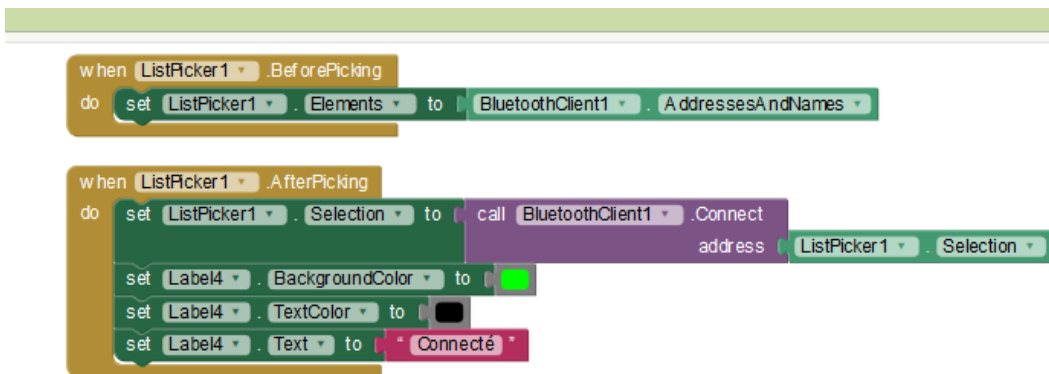 when ListPicker1 .BeforePicking
do set ListPicker1 . Elements to BluetoothClient1 . AddressesAndNames
when ListPicker1 .AfterPicking
do set ListPicker1 . Selection to call BluetoothClient1 .Connect
address ListPicker1 . Selection
set Label4 . BackgroundColor to
set Label4 . TextColor to
set Label4 . Text to “ Connecté ”